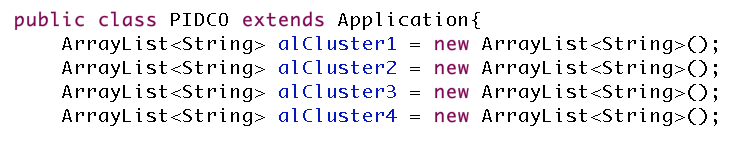 public class PIDCO extends Application{
ArrayList<String> alCluster1 = new ArrayList<String>();
ArrayList<String> alCluster2 = new ArrayList<String>();
ArrayList<String> alCluster3 = new ArrayList<String>();
ArrayList<String> alCluster4 = new ArrayList<String>();